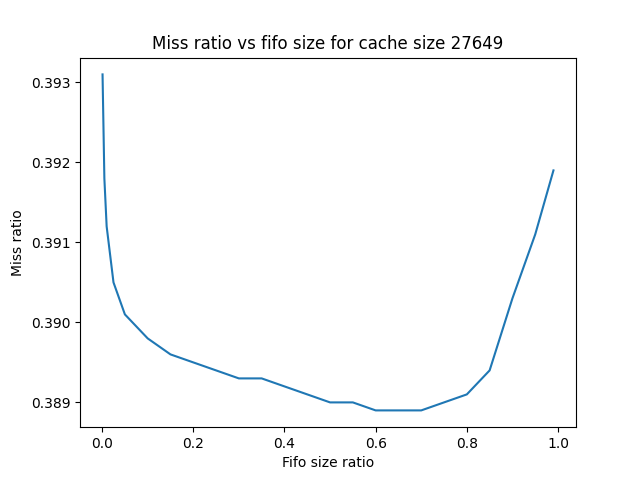 Miss ratio vs fifo size for cache size 27649
0.393
0.392
0.391
0.390
0.389
Miss ratio
0.0 0.2 0.4 0.6 0.8 1.0
Fifo size ratio